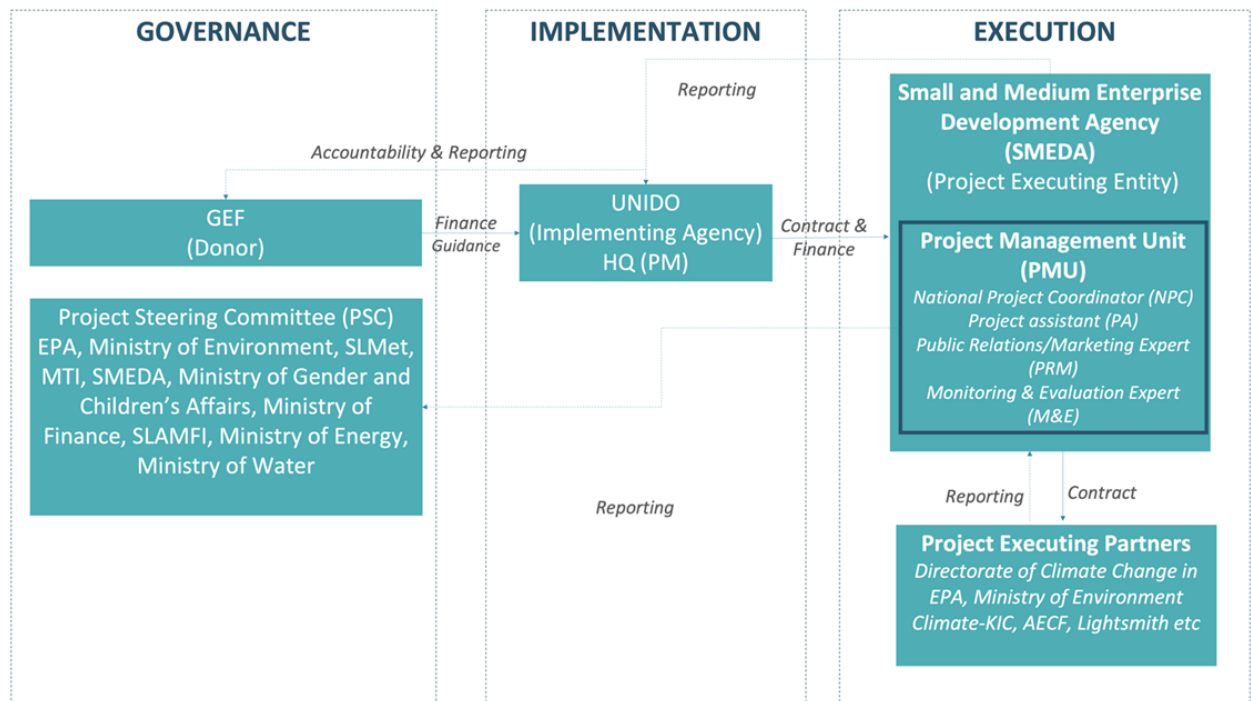 GOVERNANCE
IMPLEMENTATION
EXECUTION
Reporting
Small and Medium Enterprise
Development Agency
(SMEDA)
(Project Executing Entity)
Accountability & Reporting
GEF
(Donor)
Finance
Guidance
UNIDO
(Implementing Agency)
HQ (PM)
Contract &
Finance
Project Management Unit
(PMU)
National Project Coordinator (NPC)
Project assistant (PA)
Public Relations/Marketing Expert
(PRM)
Monitoring & Evaluation Expert
(M&E)
Project Steering Committee (PSC)
EPA, Ministry of Environment, SLMet,
MTI, SMEDA, Ministry of Gender and
Children’s Affairs, Ministry of
Finance, SLAMFI, Ministry of Energy,
Ministry of Water
Reporting
Reporting
Contract
Project Executing Partners
Directorate of Climate Change in
EPA, Ministry of Environment
Climate-KIC, AECF, Lightsmith etc